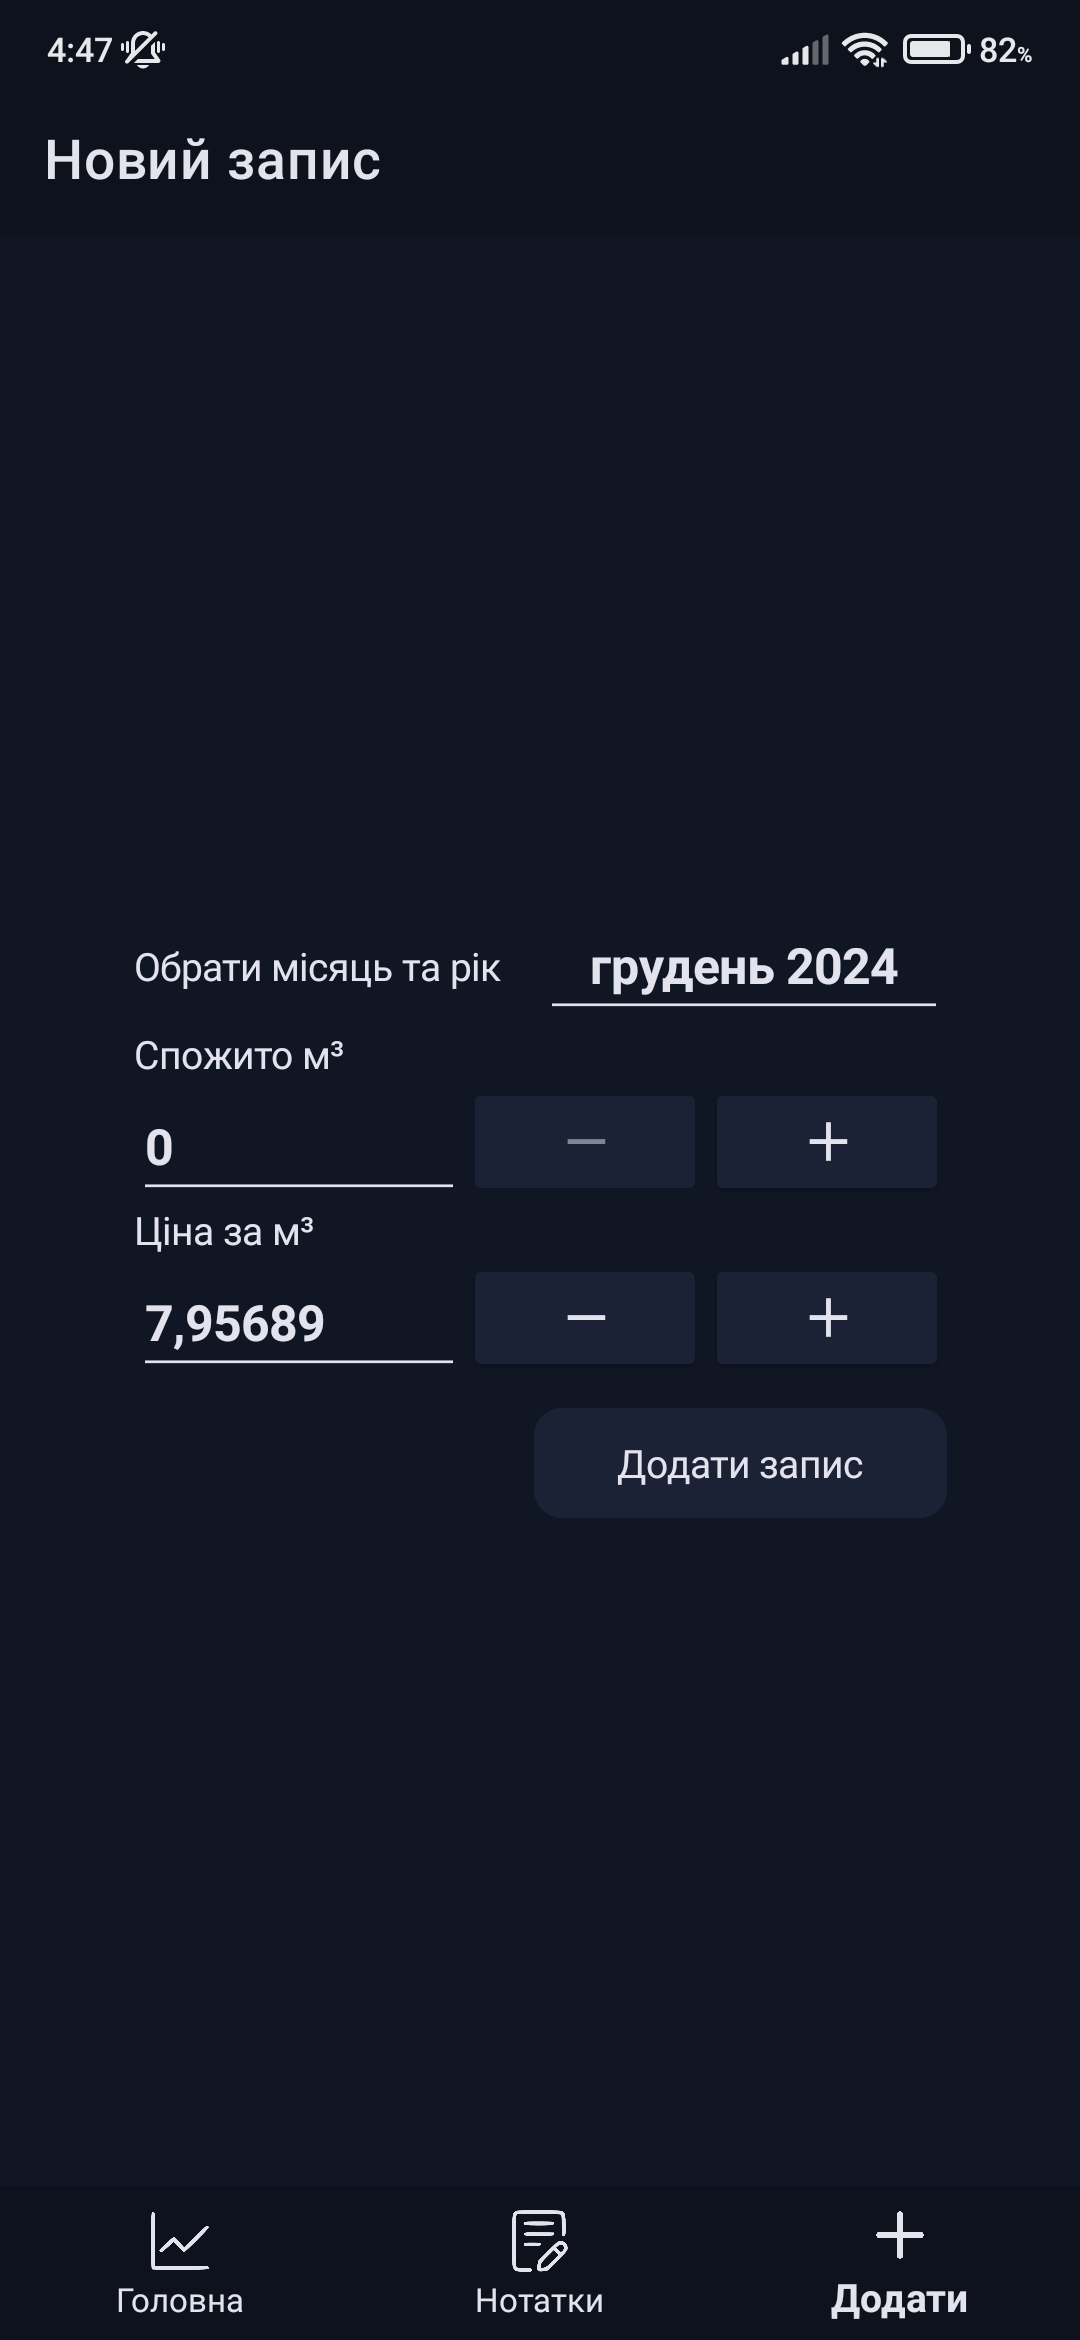 4:47 82%
Новий запис
Обрати місяць та рік грудень 2024
Спожито м³
0 − +
Ціна за м³
7,95689 − +
Додати запис
Головна Нотатки Додати